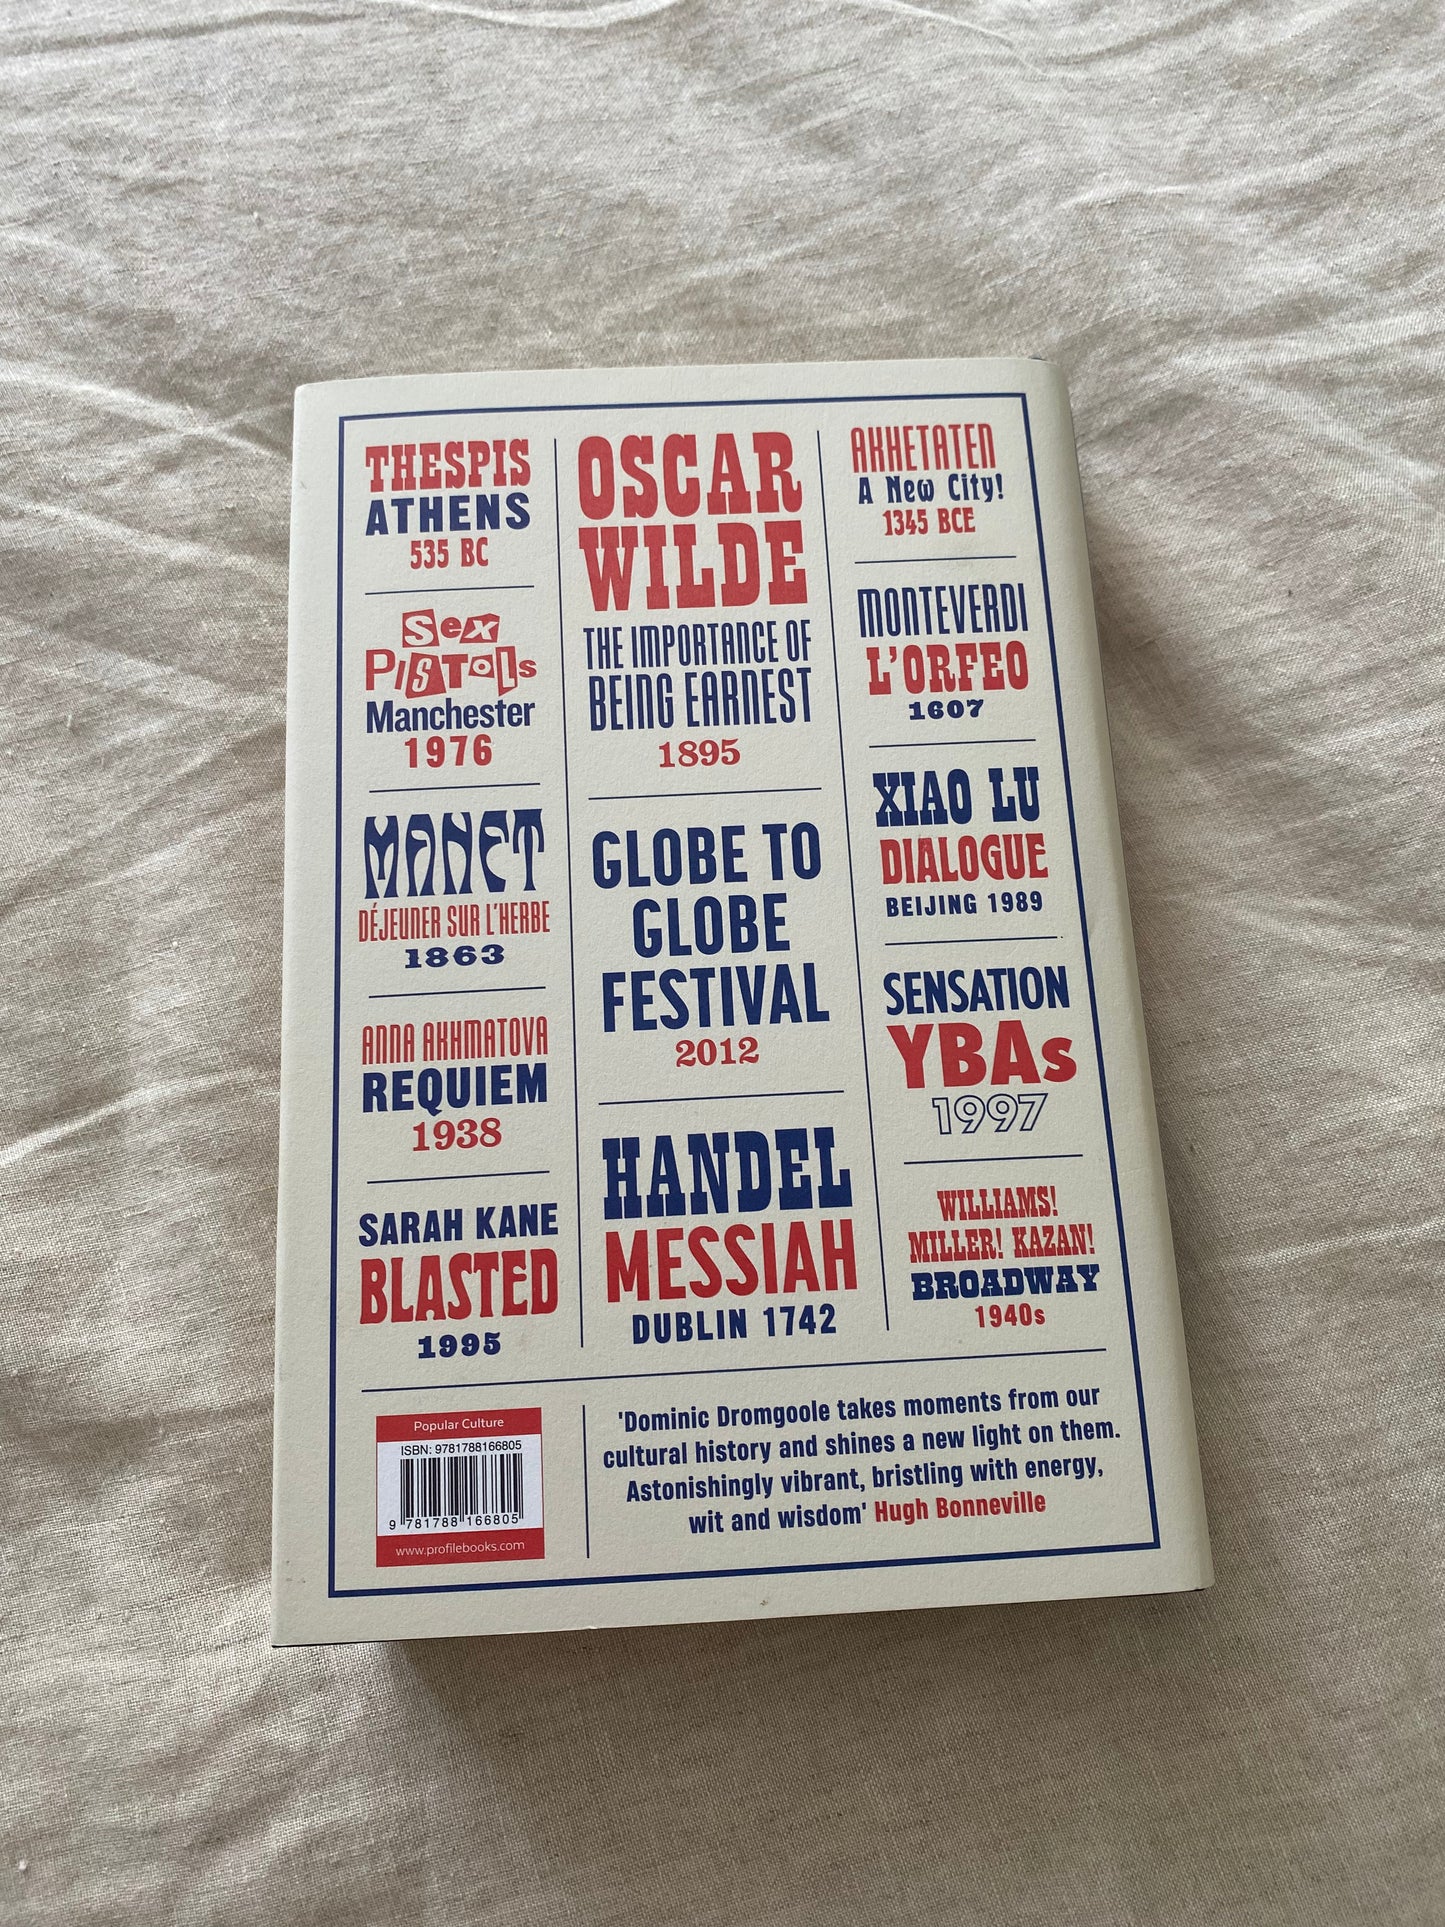 THESPIS
ATHENS
535 BC
Sex
PISToLs
Manchester
1976
MANET
DÉJEUNER SUR L'HERBE
1863
ANNA AKHMATOVA
REQUIEM
1938
SARAH KANE
BLASTED
1995
OSCAR
WILDE
THE IMPORTANCE OF
BEING EARNEST
1895
GLOBE TO
GLOBE
FESTIVAL
2012
HANDEL
MESSIAH
DUBLIN 1742
AKHETATEN
A New City!
1345 BCE
MONTEVERDI
L'ORFEO
1607
XIAO LU
DIALOGUE
BEIJING 1989
SENSATION
YBAs
1997
WILLIAMS!
MILLER! KAZAN!
BROADWAY
1940s
Popular Culture
ISBN: 9781788166805
9 781788 166805
www.profilebooks.com
'Dominic Dromgoole takes moments from our
cultural history and shines a new light on them.
Astonishingly vibrant, bristling with energy,
wit and wisdom' Hugh Bonneville